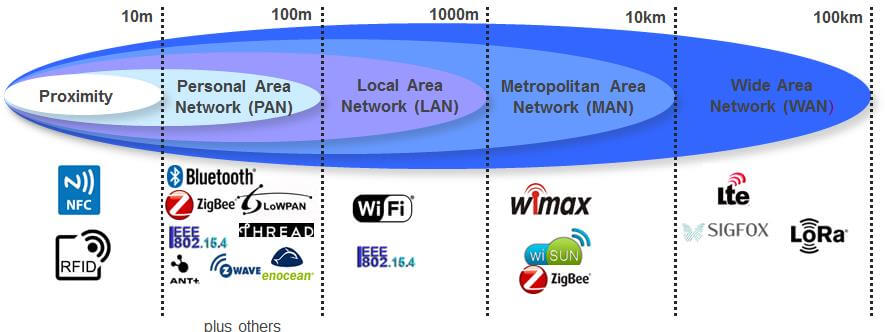 10m
100m
1000m
10km
100km
Proximity
Personal Area
Network (PAN)
Local Area
Network (LAN)
Metropolitan Area
Network (MAN)
Wide Area
Network (WAN)
NFC
RFID
Bluetooth®
ZigBee®
6LoWPAN
IEEE
802.15.4
THREAD
ANT+
Z WAVE
enocean®
plus others
WiFi
IEEE
802.15.4
wimax
wi SUN
ZigBee®
Lte
SIGFOX
LoRa™